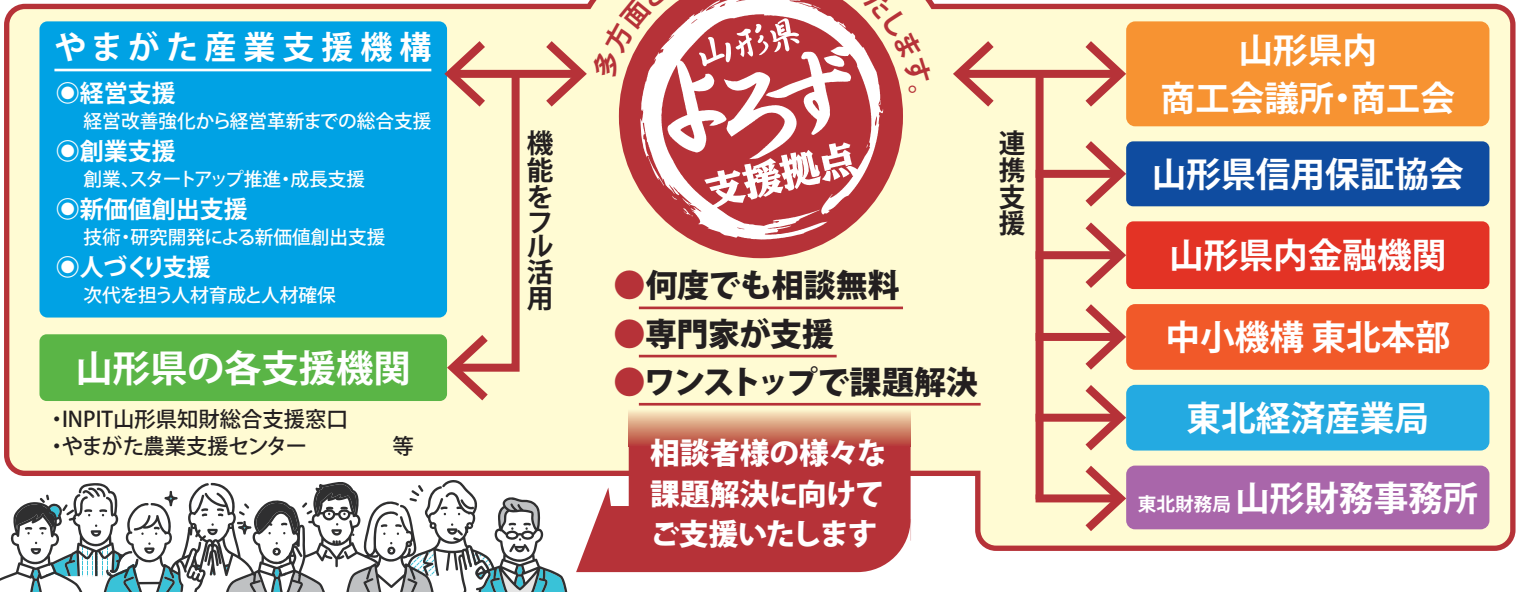 やまがた産業支援機構
◉経営支援
経営改善強化から経営革新までの総合支援
◉創業支援
創業、スタートアップ推進・成長支援
◉新価値創出支援
技術・研究開発による新価値創出支援
◉人づくり支援
次代を担う人材育成と人材確保
山形県の各支援機関
・INPIT山形県知財総合支援窓口
・やまがた農業支援センター 等
機能をフル活用
多方面
たします。
山形県
よろず
支援拠点
●何度でも相談無料
●専門家が支援
●ワンストップで課題解決
相談者様の様々な
課題解決に向けて
ご支援いたします
連携支援
山形県内
商工会議所・商工会
山形県信用保証協会
山形県内金融機関
中小機構 東北本部
東北経済産業局
東北財務局 山形財務事務所